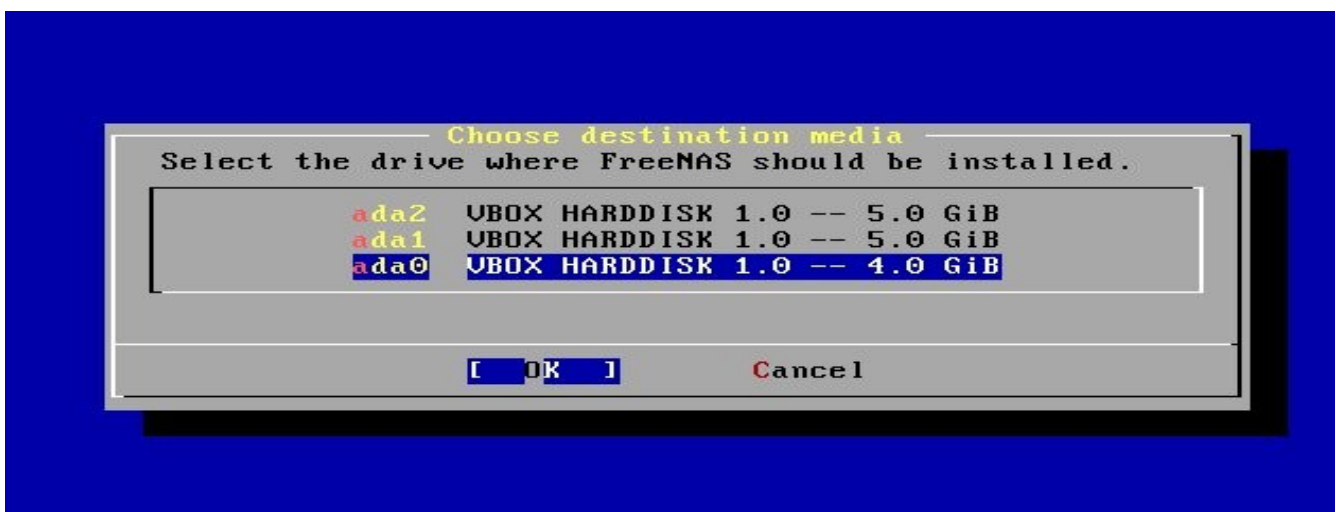 Choose destination media
Select the drive where FreeNAS should be installed.
ada2 VBOX HARDDISK 1.0 -- 5.0 GiB
ada1 VBOX HARDDISK 1.0 -- 5.0 GiB
ada0 VBOX HARDDISK 1.0 -- 4.0 GiB
[ OK ] Cancel